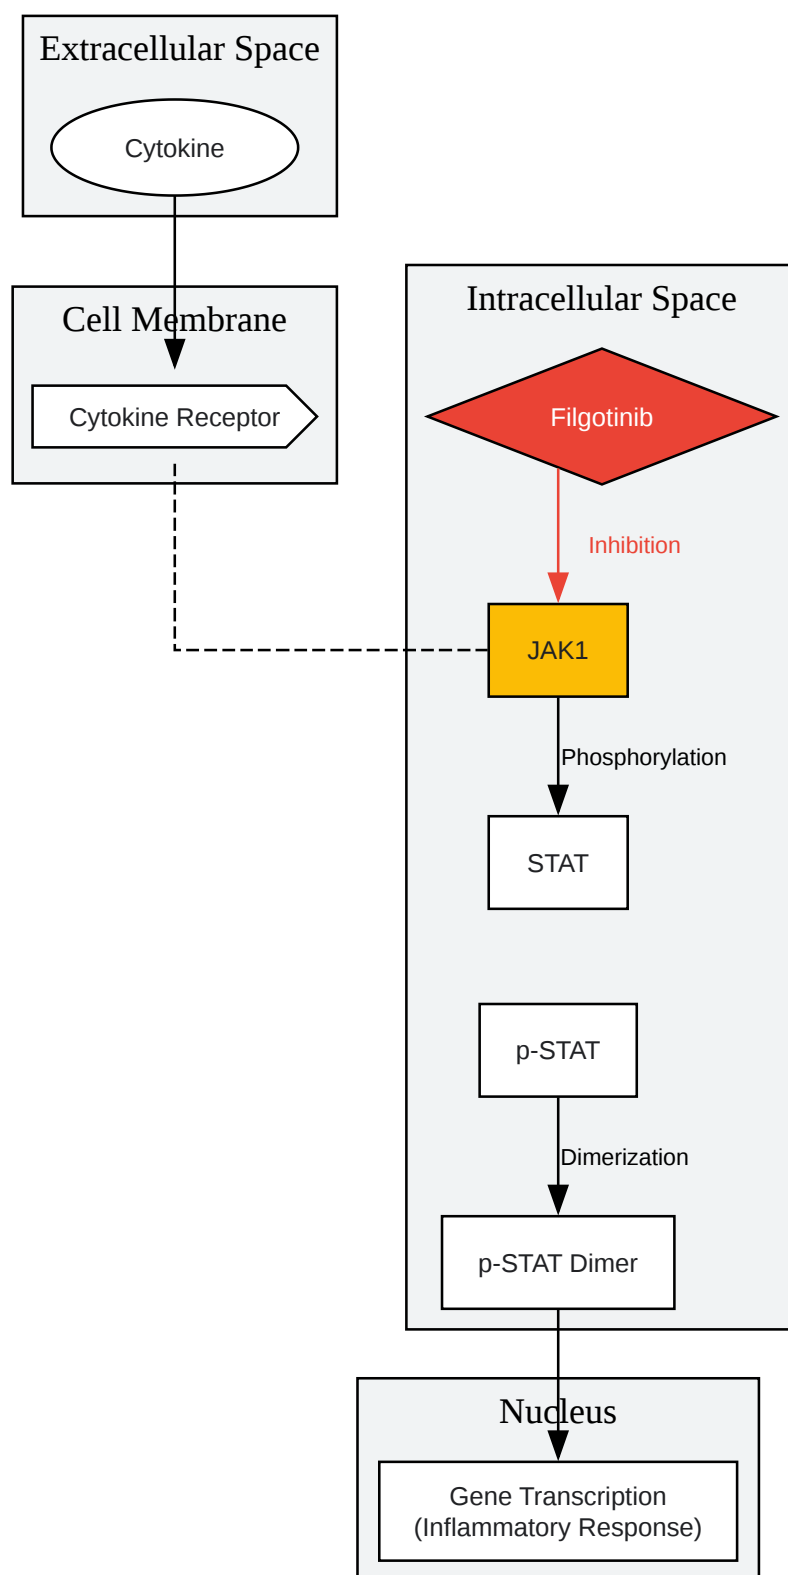 Extracellular Space
Cytokine
Cell Membrane
Cytokine Receptor
Intracellular Space
Filgotinib
Inhibition
JAK1
Phosphorylation
STAT
p-STAT
Dimerization
p-STAT Dimer
Nucleus
Gene Transcription
(Inflammatory Response)